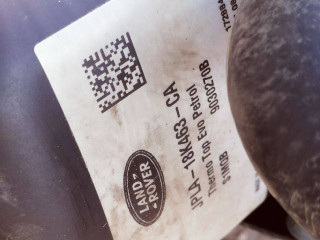 LAND-
ROVER
JPLA-18K463-CA
Thermo Top Evo Petrol
9030270B